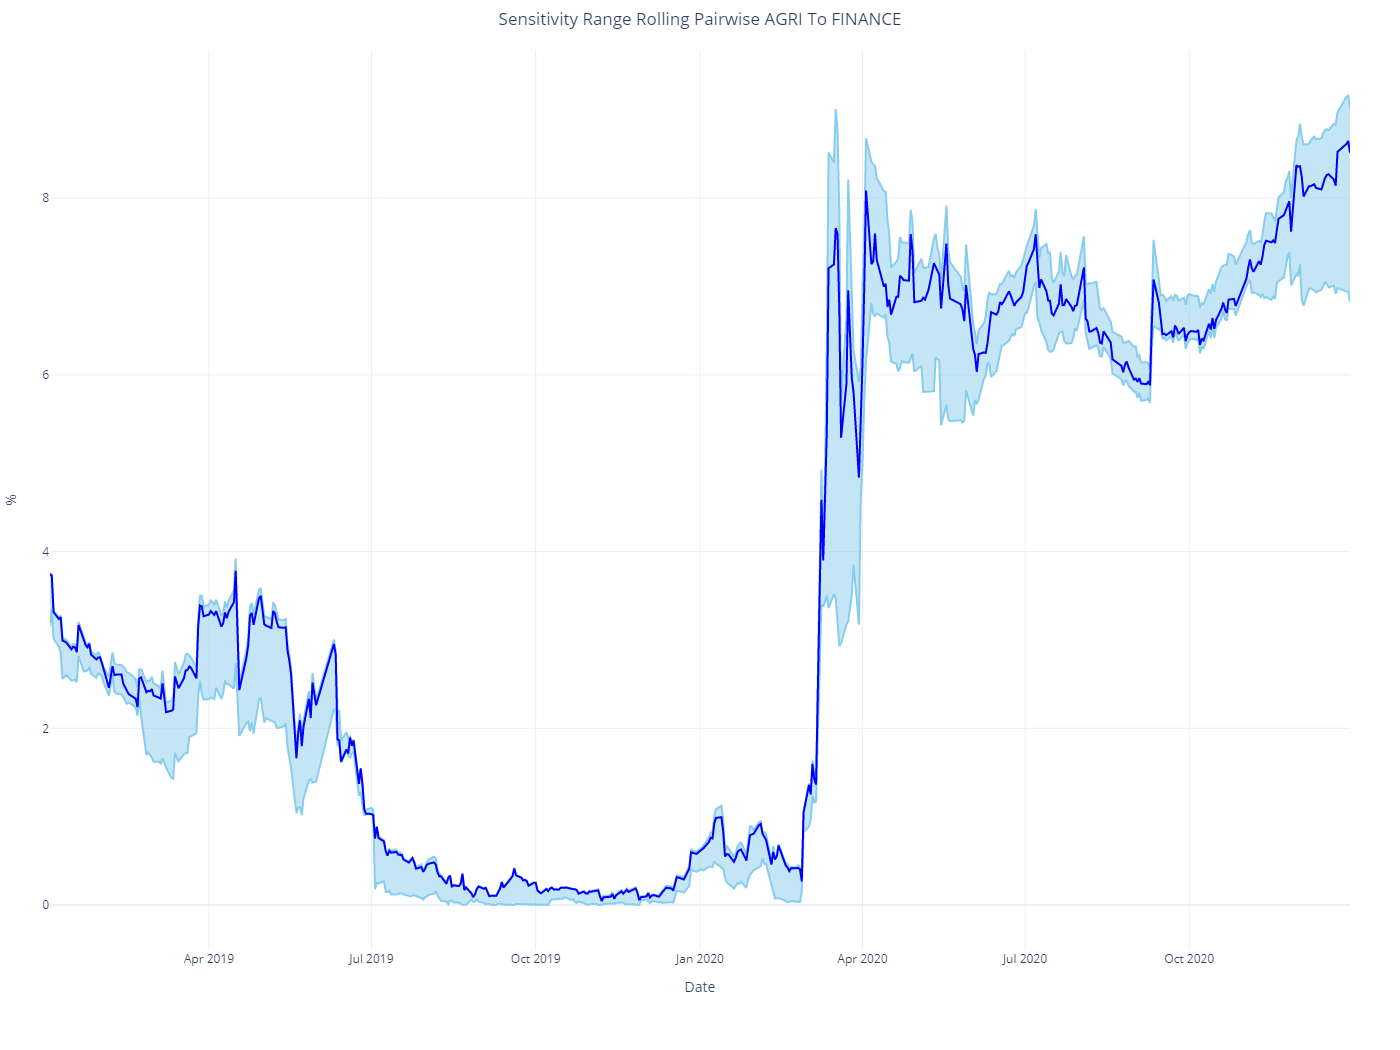 Sensitivity Range Rolling Pairwise AGRI To FINANCE
8
6
4
2
0
%
Apr 2019
Jul 2019
Oct 2019
Jan 2020
Apr 2020
Jul 2020
Oct 2020
Date